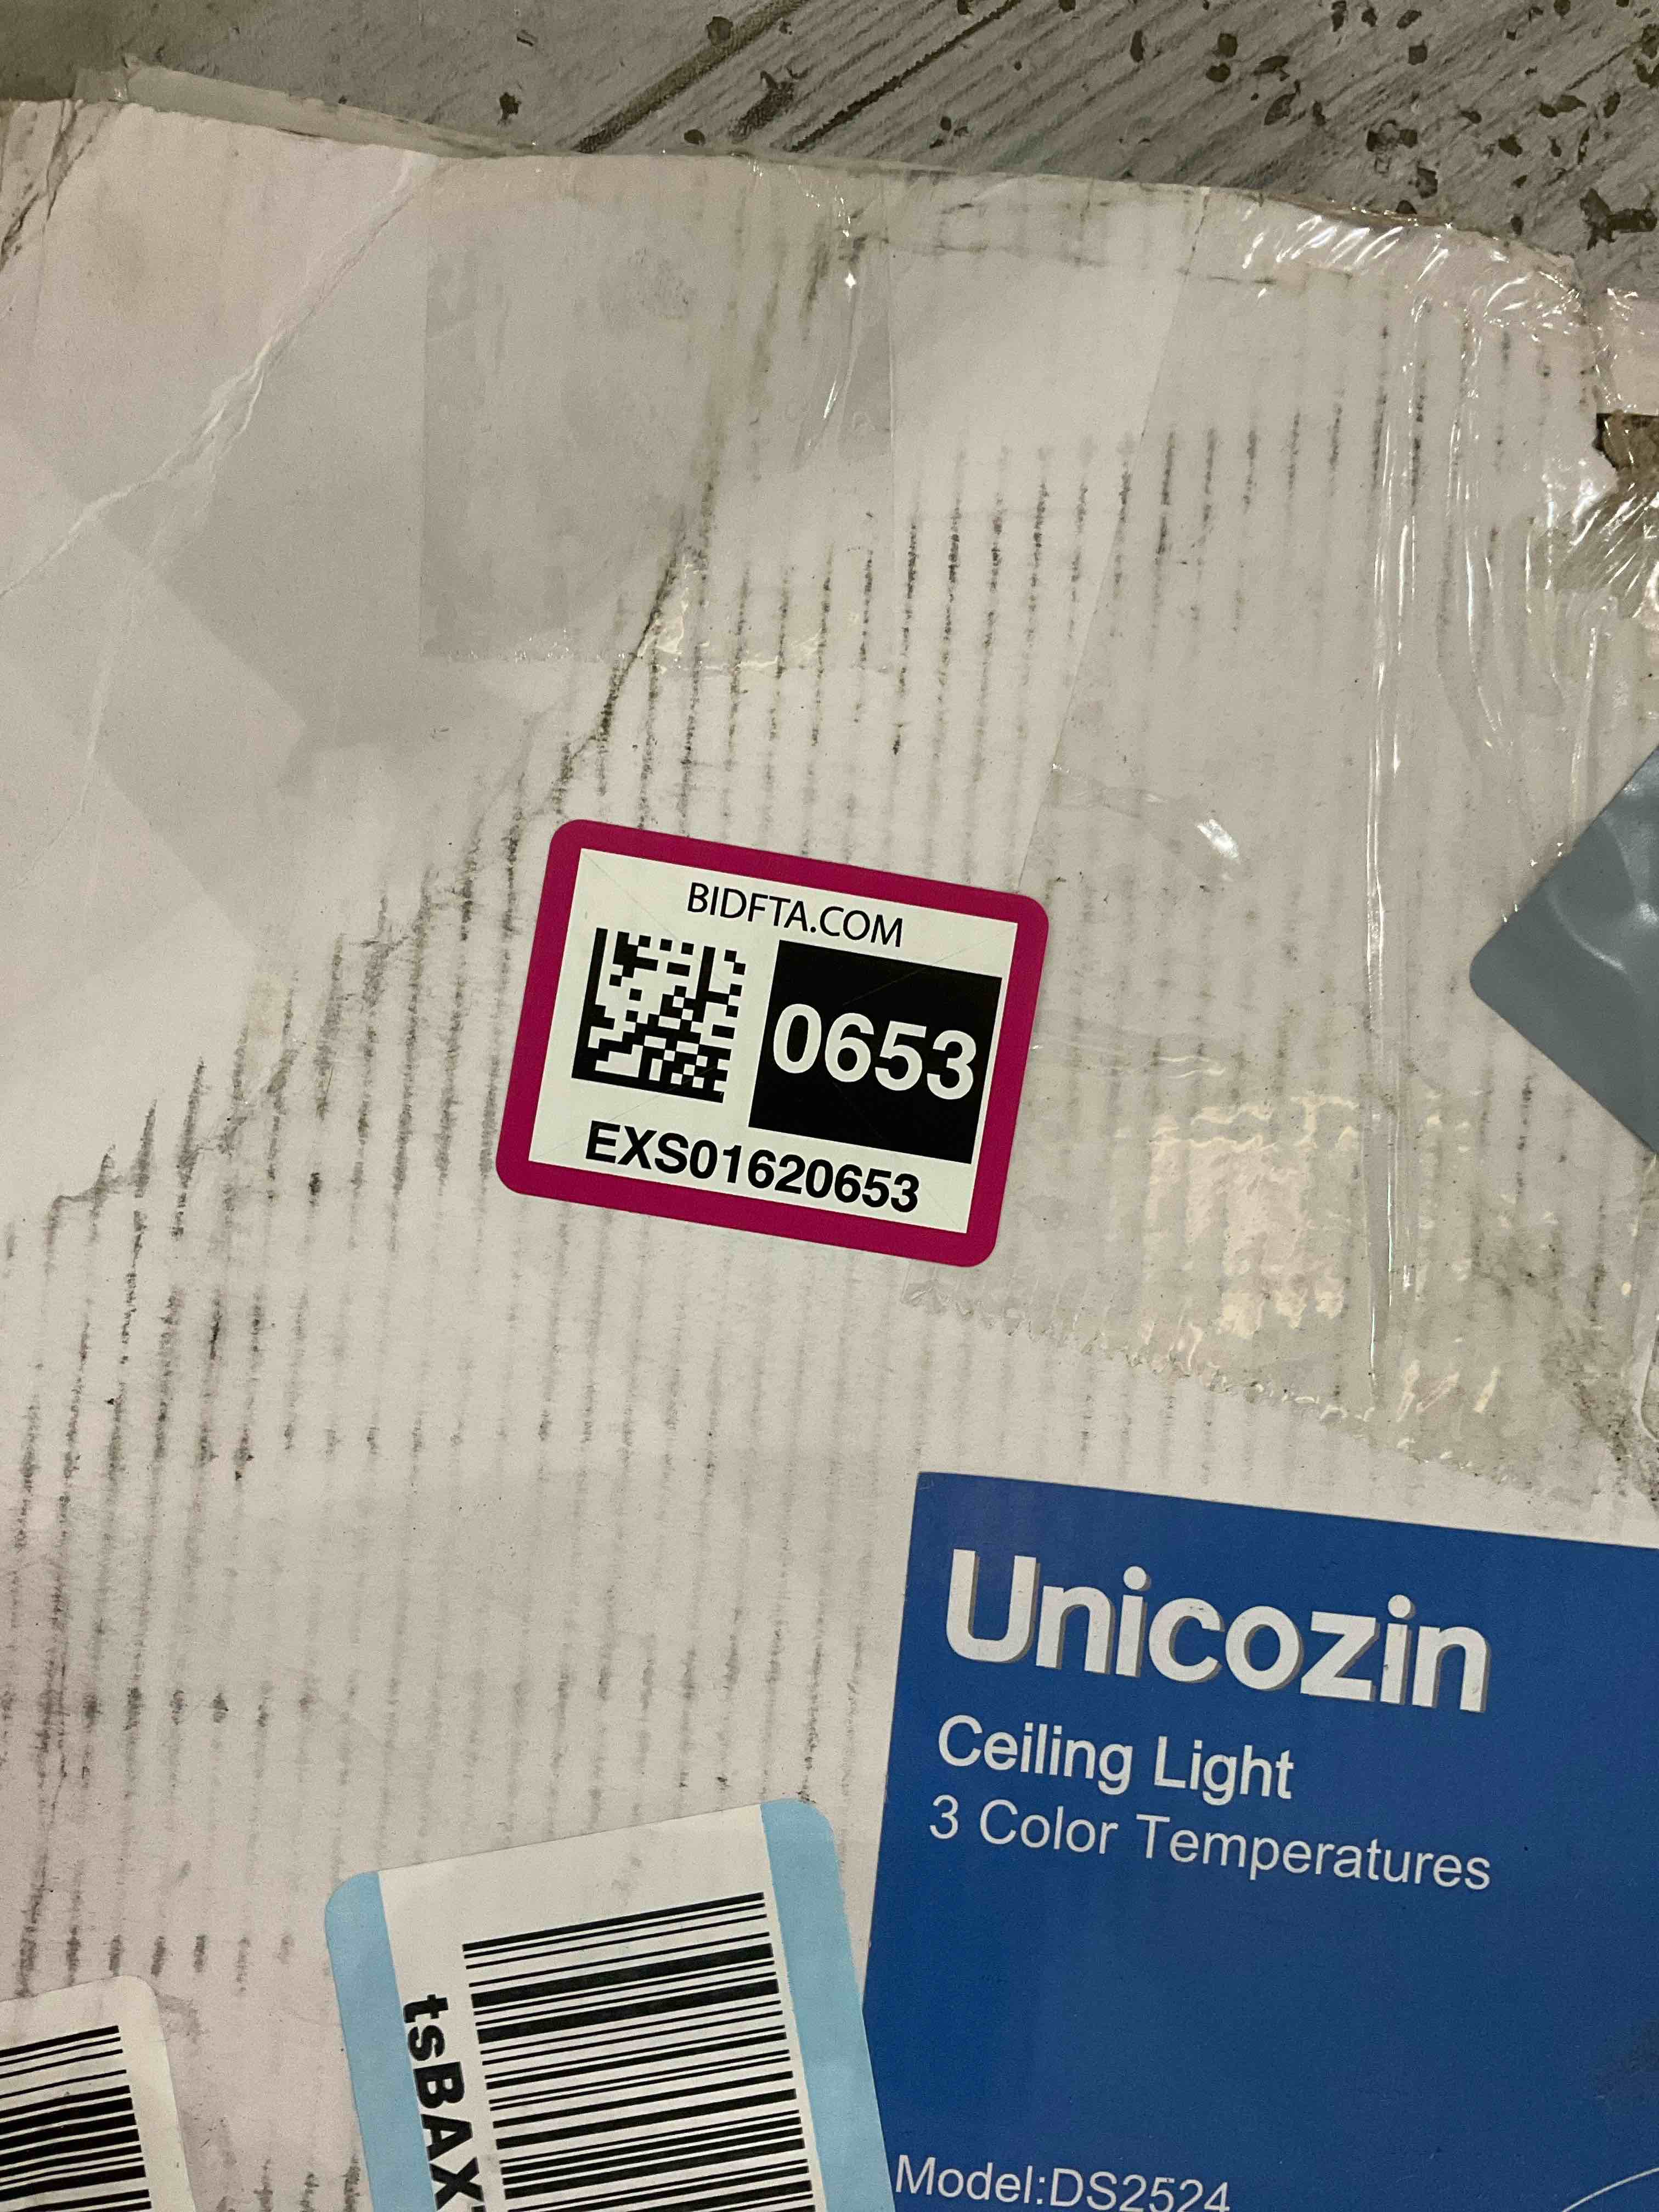 BIDFTA.COM
0653
EXS01620653
Unicozin
Ceiling Light
3 Color Temperatures
Model:DS2524
tsBAX